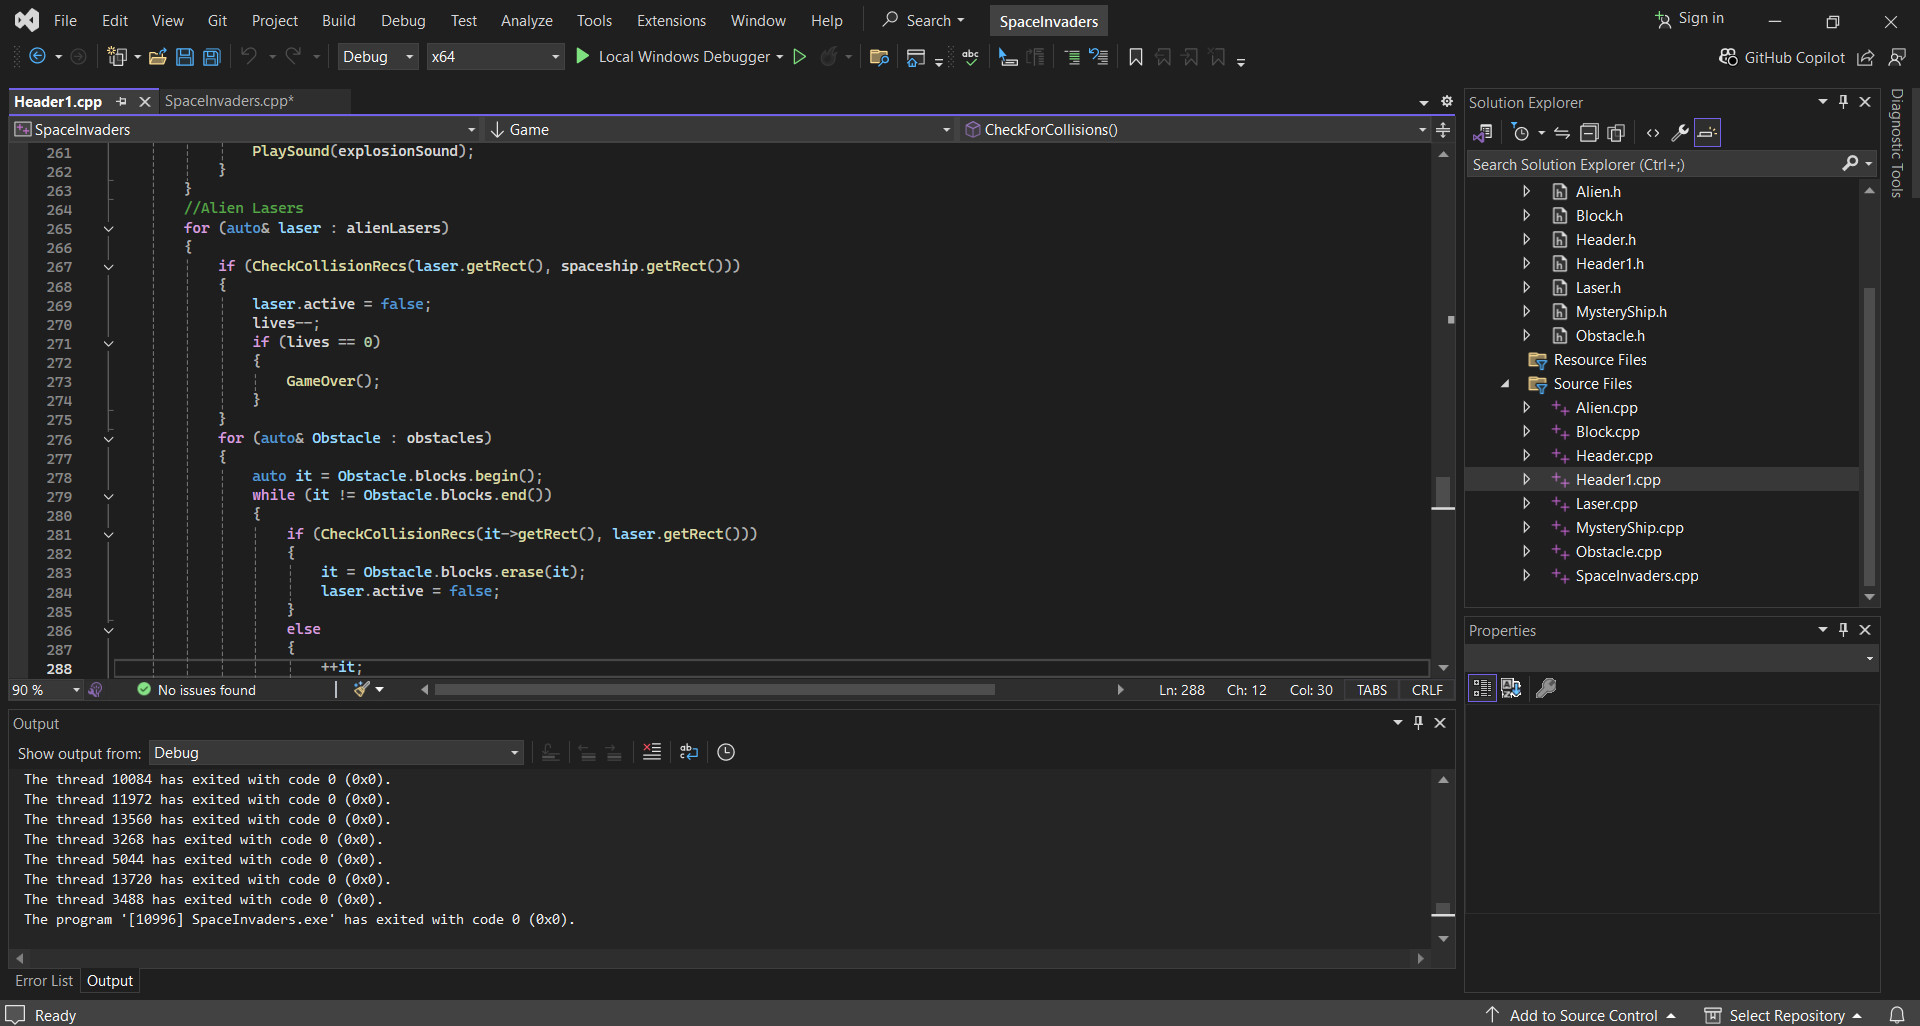 File Edit View Git Project Build Debug Test Analyze Tools Extensions Window Help Search SpaceInvaders Sign in
Debug x64 Local Windows Debugger abc GitHub Copilot
Header1.cpp SpaceInvaders.cpp*
SpaceInvaders Game CheckForCollisions()
261 PlaySound(explosionSound);
262 }
263 }
264 //Alien Lasers
265 for (auto& laser : alienLasers)
266 {
267 if (CheckCollisionRecs(laser.getRect(), spaceship.getRect()))
268 {
269 laser.active = false;
270 lives--;
271 if (lives == 0)
272 {
273 GameOver();
274 }
275 }
276 for (auto& Obstacle : obstacles)
277 {
278 auto it = Obstacle.blocks.begin();
279 while (it != Obstacle.blocks.end())
280 {
281 if (CheckCollisionRecs(it->getRect(), laser.getRect()))
282 {
283 it = Obstacle.blocks.erase(it);
284 laser.active = false;
285 }
286 else
287 {
288 ++it;
90 % No issues found Ln: 288 Ch: 12 Col: 30 TABS CRLF
Output
Show output from: Debug
The thread 10084 has exited with code 0 (0x0).
The thread 11972 has exited with code 0 (0x0).
The thread 13560 has exited with code 0 (0x0).
The thread 3268 has exited with code 0 (0x0).
The thread 5044 has exited with code 0 (0x0).
The thread 13720 has exited with code 0 (0x0).
The thread 3488 has exited with code 0 (0x0).
The program '[10996] SpaceInvaders.exe' has exited with code 0 (0x0).
Error List Output
Solution Explorer
Search Solution Explorer (Ctrl+;)
Alien.h
Block.h
Header.h
Header1.h
Laser.h
MysteryShip.h
Obstacle.h
Resource Files
Source Files
Alien.cpp
Block.cpp
Header.cpp
Header1.cpp
Laser.cpp
MysteryShip.cpp
Obstacle.cpp
SpaceInvaders.cpp
Properties
Diagnostic Tools
Ready Add to Source Control Select Repository